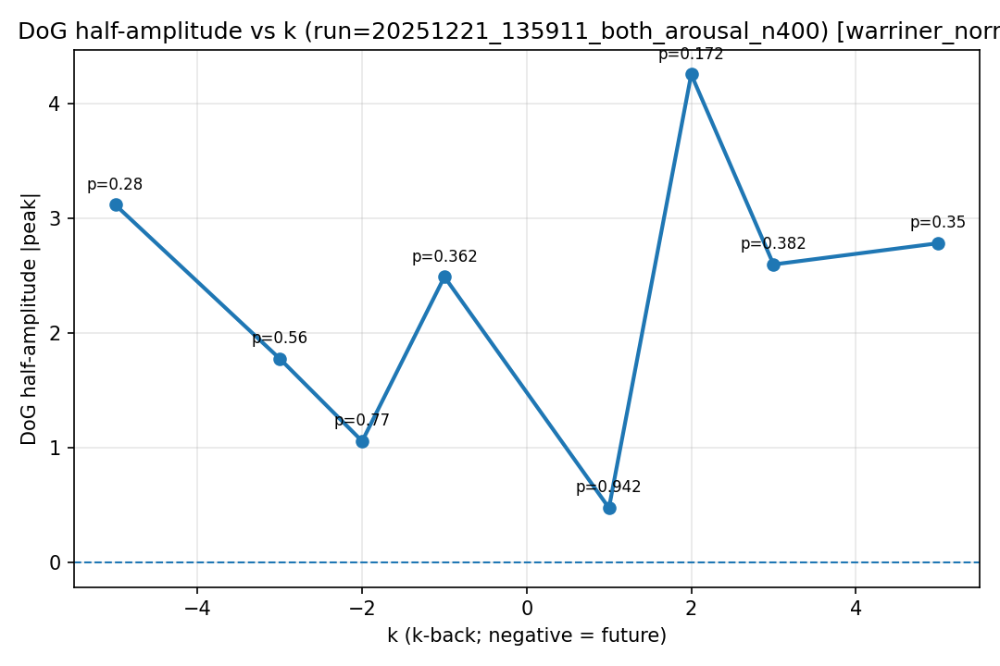 DoG half-amplitude vs k (run=20251221_135911_both_arousal_n400) [warriner_norr
p=0.172
4
p=0.28
p=0.35
3
p=0.382
p=0.362
DoG half-amplitude |peak|
2
p=0.56
p=0.77
1
p=0.942
0
−4
−2
0
2
4
k (k-back; negative = future)